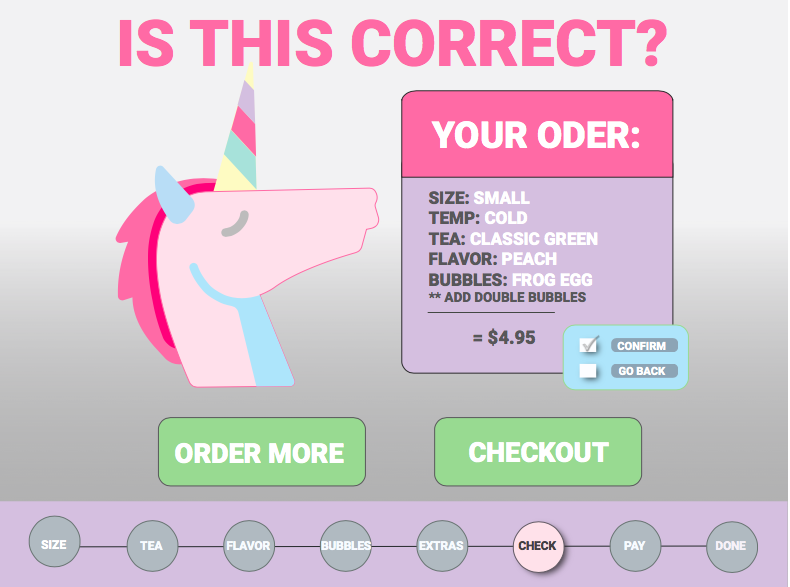 IS THIS CORRECT?
YOUR ODER:
SIZE: SMALL
TEMP: COLD
TEA: CLASSIC GREEN
FLAVOR: PEACH
BUBBLES: FROG EGG
** ADD DOUBLE BUBBLES
= $4.95
CONFIRM
GO BACK
ORDER MORE
CHECKOUT
SIZE
TEA
FLAVOR
BUBBLES
EXTRAS
CHECK
PAY
DONE